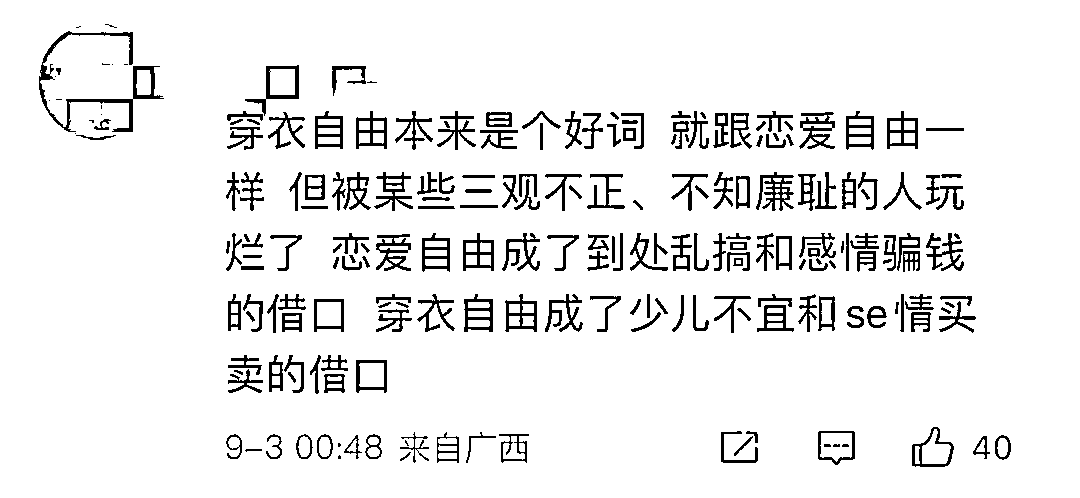 穿衣自由本来是个好词 就跟恋爱自由一
样 但被某些三观不正、不知廉耻的人玩
烂了 恋爱自由成了到处乱搞和感情骗钱
的借口 穿衣自由成了少儿不宜和se情买
卖的借口
9-3 00:48 来自广西
40